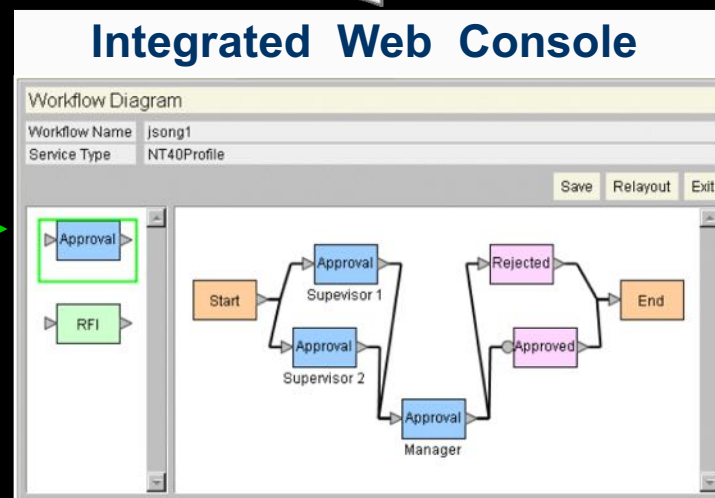 Integrated Web Console
Workflow Diagram
Workflow Name jsong1
Service Type NT40Profile
Save Relayout Exit
Approval
RFI
Start
Approval
Supevisor 1
Approval
Supervisor 2
Approval
Manager
Rejected
Approved
End